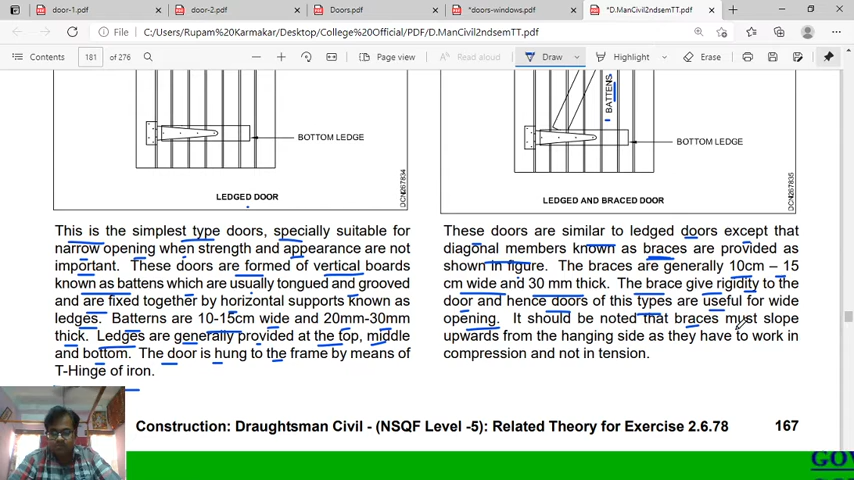 door-1.pdf
door-2.pdf
Doors.pdf
*doors-windows.pdf
*D.ManCivil2ndsemTT.pdf
C:/Users/Rupam%20Karmakar/Desktop/College%20Official/PDF/D.ManCivil2ndsemTT.pdf
Contents
181 of 276
Page view
Read aloud
Draw
Highlight
Erase
BOTTOM LEDGE
LEDGED DOOR
DCN267834
BATTENS
BOTTOM LEDGE
LEDGED AND BRACED DOOR
DCN267835
This is the simplest type doors, specially suitable for
narrow opening when strength and appearance are not
important. These doors are formed of vertical boards
known as battens which are usually tongued and grooved
and are fixed together by horizontal supports known as
ledges. Batterns are 10-15cm wide and 20mm-30mm
thick. Ledges are generally provided at the top, middle
and bottom. The door is hung to the frame by means of
T-Hinge of iron.
These doors are similar to ledged doors except that
diagonal members known as braces are provided as
shown in figure. The braces are generally 10cm – 15
cm wide and 30 mm thick. The brace give rigidity to the
door and hence doors of this types are useful for wide
opening. It should be noted that braces must slope
upwards from the hanging side as they have to work in
compression and not in tension.
Construction: Draughtsman Civil - (NSQF Level -5): Related Theory for Exercise 2.6.78
167
GOV